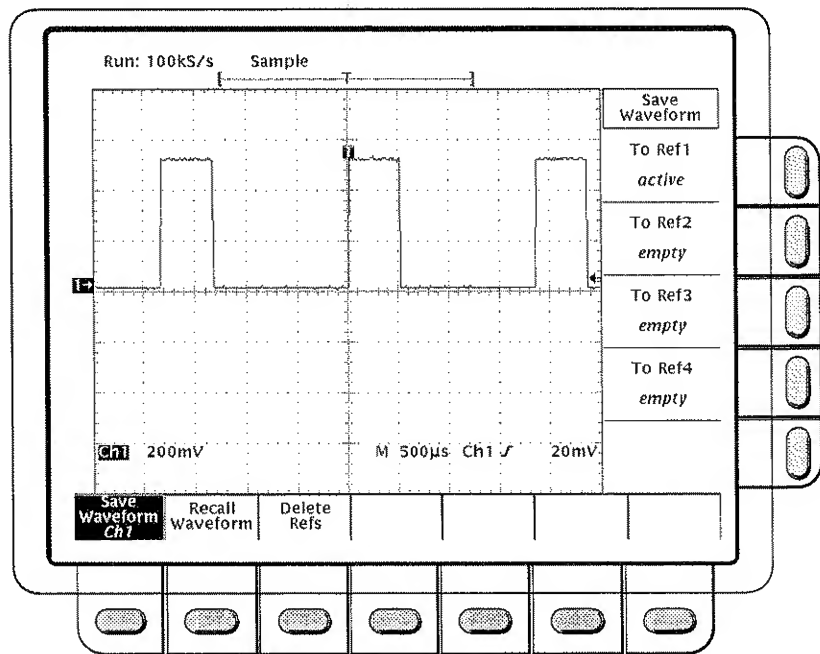 Run: 100kS/s Sample
T
Save
Waveform
To Ref1
active
T
To Ref2
empty
1→
To Ref3
empty
To Ref4
empty
Ch1 200mV M 500µs Ch1 20mV
Save
Waveform
Ch1
Recall
Waveform
Delete
Refs